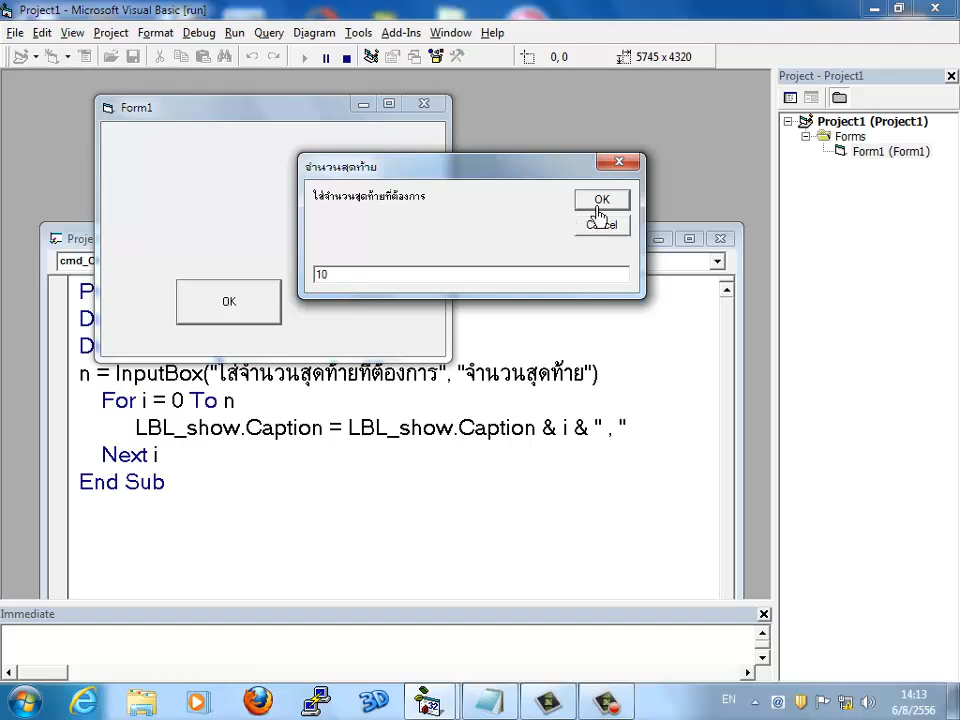 Project1 - Microsoft Visual Basic [run]
File Edit View Project Format Debug Run Query Diagram Tools Add-Ins Window Help
0, 0 5745 x 4320
Project - Project1
Project1 (Project1)
Forms
Form1 (Form1)
Form1
OK
จำนวนสุดท้าย
ใส่จำนวนสุดท้ายที่ต้องการ
OK
10
n = InputBox("ใส่จำนวนสุดท้ายที่ต้องการ", "จำนวนสุดท้าย")
For i = 0 To n
LBL_show.Caption = LBL_show.Caption & i & " , "
Next i
End Sub
Immediate
EN
14:13
6/8/2556